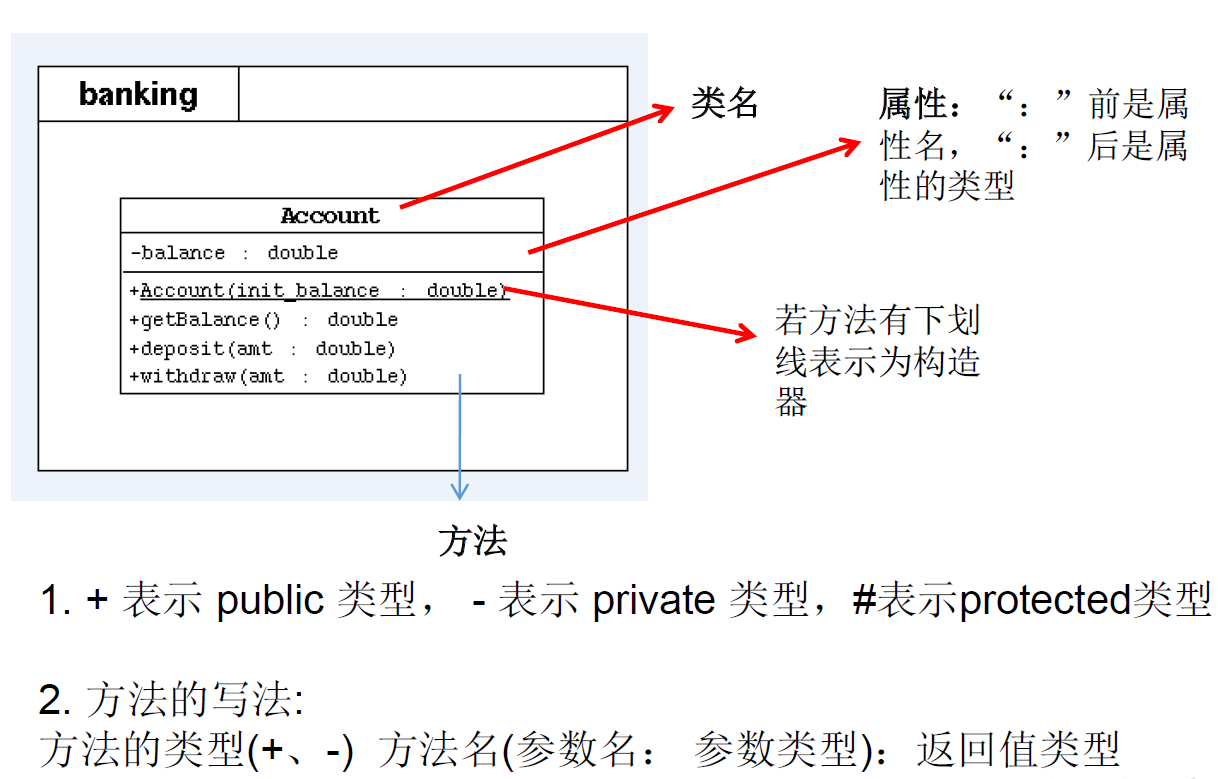 banking
类名
属性：“：”前是属
性名，“：”后是属
性的类型
Account
-balance : double
+Account(init_balance : double)
+getBalance() : double
+deposit(amt : double)
+withdraw(amt : double)
若方法有下划
线表示为构造
器
方法
1. + 表示 public 类型， - 表示 private 类型，#表示protected类型
2. 方法的写法:
方法的类型(+、-) 方法名(参数名： 参数类型)：返回值类型